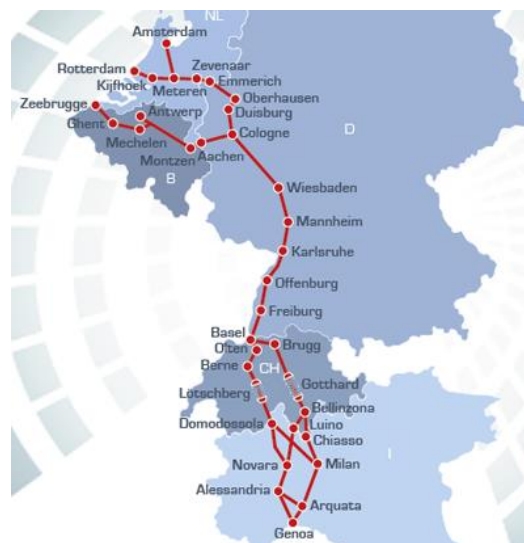 NL
Amsterdam
Rotterdam
Zevenaar
Kijfhoek
Meteren
Emmerich
Zeebrugge
Antwerp
Oberhausen
Duisburg
Ghent
Cologne
D
Mechelen
Montzen
Aachen
B
Wiesbaden
Mannheim
Karlsruhe
Offenburg
Freiburg
Basel
Olten
Brugg
Berne
CH
Lötschberg
Gotthard
Bellinzona
Domodossola
Luino
Chiasso
I
Novara
Milan
Alessandria
Arquata
Genoa